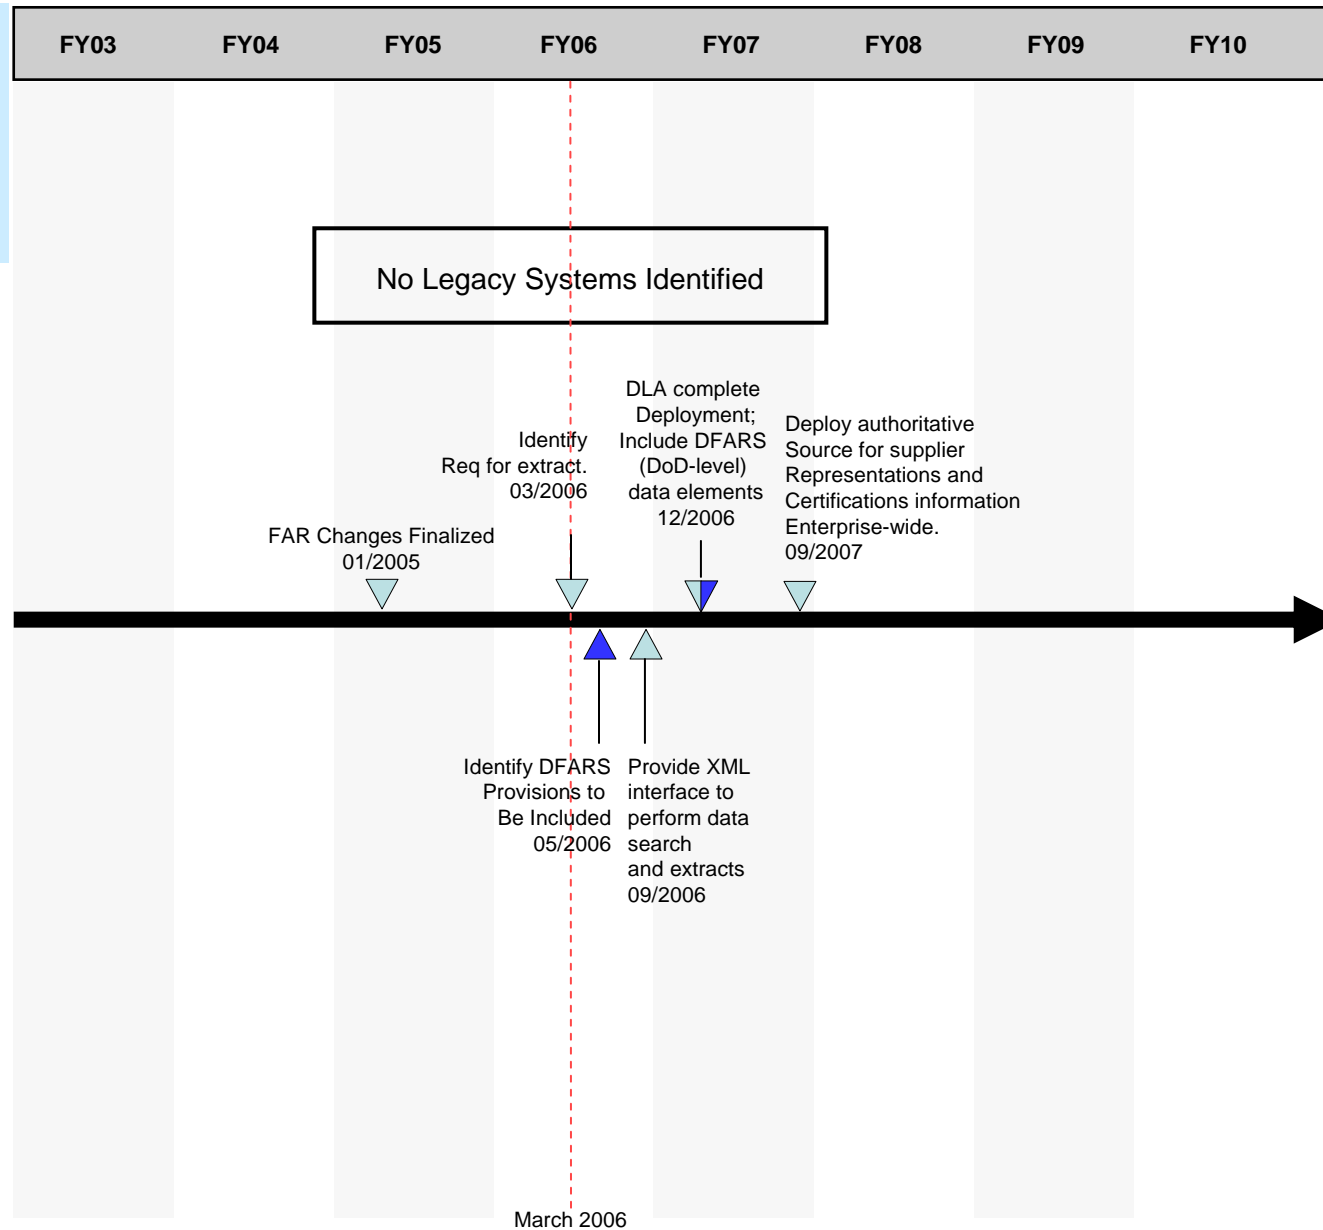 FY03 FY04 FY05 FY06 FY07 FY08 FY09 FY10
No Legacy Systems Identified
FAR Changes Finalized
01/2005
Identify
Req for extract.
03/2006
DLA complete
Deployment;
Include DFARS
(DoD-level)
data elements
12/2006
Deploy authoritative
Source for supplier
Representations and
Certifications information
Enterprise-wide.
09/2007
Identify DFARS
Provisions to
Be Included
05/2006
Provide XML
interface to
perform data
search
and extracts
09/2006
March 2006